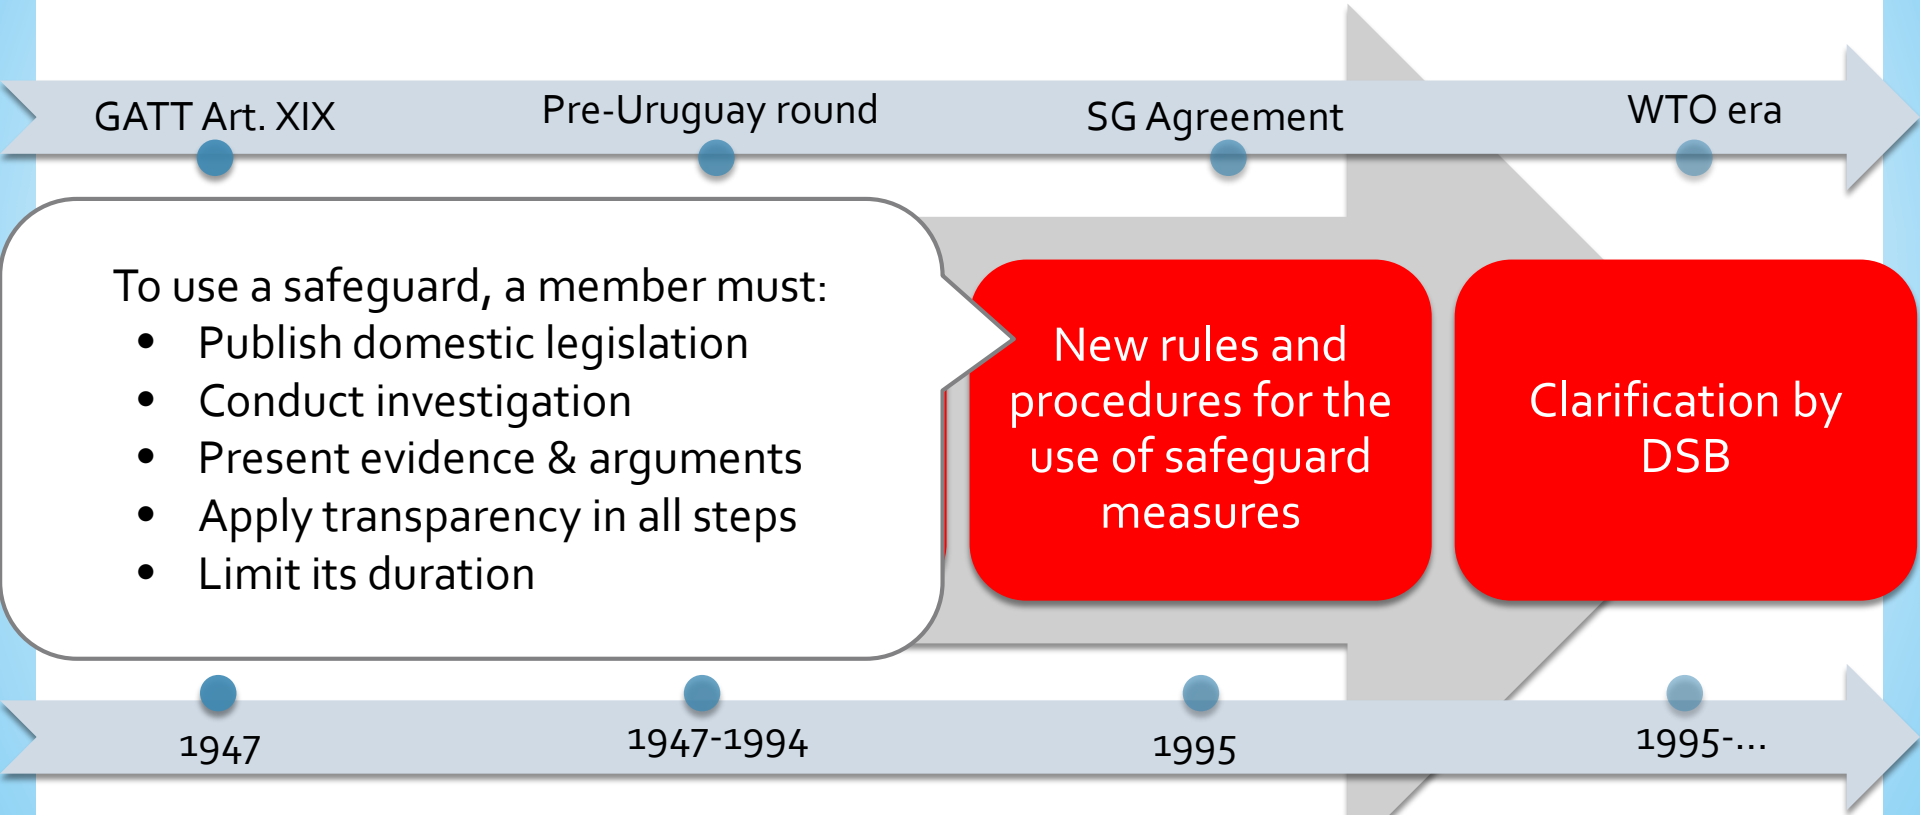 GATT Art. XIX
Pre-Uruguay round
SG Agreement
WTO era
To use a safeguard, a member must:
• Publish domestic legislation
• Conduct investigation
• Present evidence & arguments
• Apply transparency in all steps
• Limit its duration
New rules and
procedures for the
use of safeguard
measures
Clarification by
DSB
1947
1947-1994
1995
1995-...